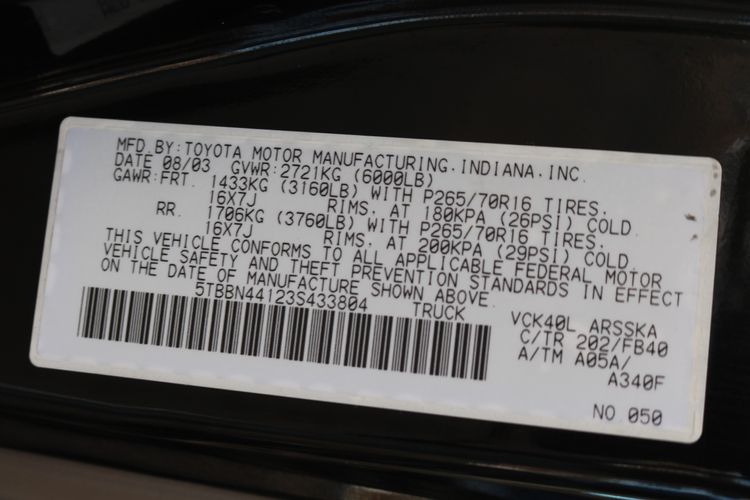 MFD.BY:TOYOTA MOTOR MANUFACTURING.INDIANA,INC.
DATE 08/03 GVWR:2721KG (6000LB)
GAWR:FRT. 1433KG (3160LB) WITH P265/70R16 TIRES,
16X7J RIMS, AT 180KPA (26PSI) COLD
RR. 1706KG (3760LB) WITH P265/70R16 TIRES,
16X7J RIMS, AT 200KPA (29PSI) COLD
THIS VEHICLE CONFORMS TO ALL APPLICABLE FEDERAL MOTOR
VEHICLE SAFETY AND THEFT PREVENTION STANDARDS IN EFFECT
ON THE DATE OF MANUFACTURE SHOWN ABOVE.
5TBBN44123S433804 TRUCK
VCK40L ARSSKA
C/TR 202/FB40
A/TM A05A/
A340F
NO.050